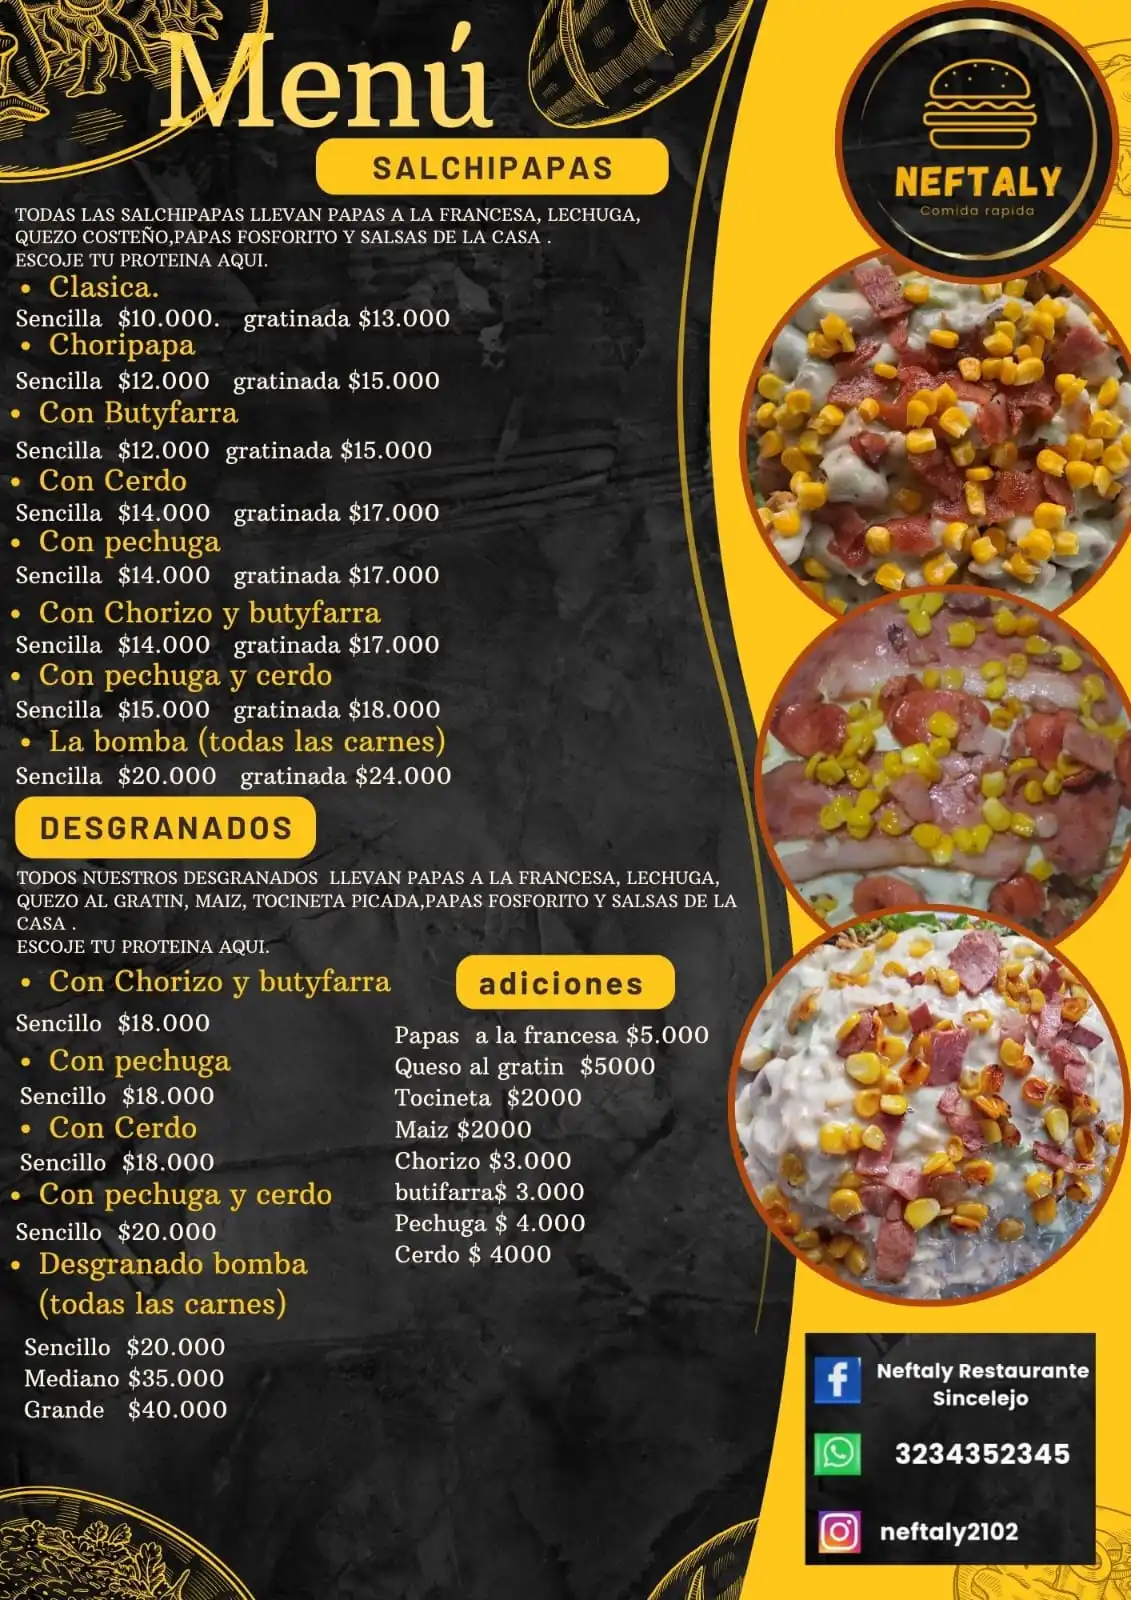 Menú
NEFTALY
Comida rapida
SALCHIPAPAS
TODAS LAS SALCHIPAPAS LLEVAN PAPAS A LA FRANCESA, LECHUGA,
QUEZO COSTEÑO,PAPAS FOSFORITO Y SALSAS DE LA CASA .
ESCOJE TU PROTEINA AQUI.
• Clasica.
Sencilla $10.000. gratinada $13.000
• Choripapa
Sencilla $12.000 gratinada $15.000
• Con Butyfarra
Sencilla $12.000 gratinada $15.000
• Con Cerdo
Sencilla $14.000 gratinada $17.000
• Con pechuga
Sencilla $14.000 gratinada $17.000
• Con Chorizo y butyfarra
Sencilla $14.000 gratinada $17.000
• Con pechuga y cerdo
Sencilla $15.000 gratinada $18.000
• La bomba (todas las carnes)
Sencilla $20.000 gratinada $24.000
DESGRANADOS
TODOS NUESTROS DESGRANADOS LLEVAN PAPAS A LA FRANCESA, LECHUGA,
QUEZO AL GRATIN, MAIZ, TOCINETA PICADA,PAPAS FOSFORITO Y SALSAS DE LA
CASA .
ESCOJE TU PROTEINA AQUI.
• Con Chorizo y butyfarra
Sencillo $18.000
• Con pechuga
Sencillo $18.000
• Con Cerdo
Sencillo $18.000
• Con pechuga y cerdo
Sencillo $20.000
• Desgranado bomba
(todas las carnes)
Sencillo $20.000
Mediano $35.000
Grande $40.000
adiciones
Papas a la francesa $5.000
Queso al gratin $5000
Tocineta $2000
Maiz $2000
Chorizo $3.000
butifarra$ 3.000
Pechuga $ 4.000
Cerdo $ 4000
Neftaly Restaurante
Sincelejo
3234352345
neftaly2102